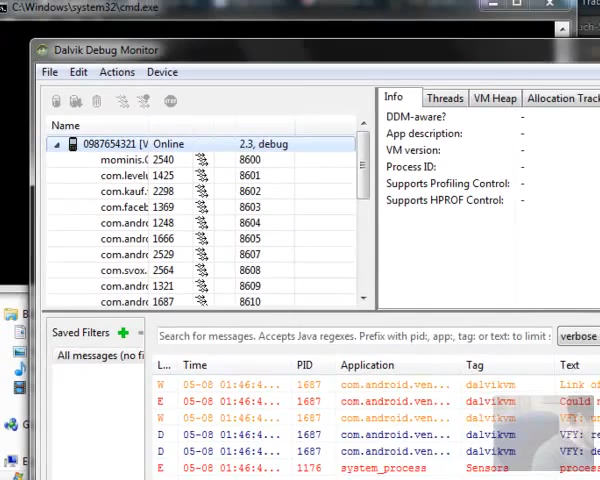 C:\Windows\system32\cmd.exe
Dalvik Debug Monitor
File Edit Actions Device
Info Threads VM Heap Allocation Trac
Name
0987654321 [V Online 2.3, debug
mominis. 2540 8600
com.levelu 1425 8601
com.kauf. 2298 8602
com.faceb 1369 8603
com.andro 1248 8604
com.andro 1666 8605
com.andro 2529 8607
com.svox. 2564 8608
com.andro 1321 8609
com.andro 1687 8610
DDM-aware? -
App description: -
VM version: -
Process ID: -
Supports Profiling Control: -
Supports HPROF Control: -
Saved Filters
All messages (no fi
Search for messages. Accepts Java regexes. Prefix with pid:, app:, tag: or text: to limit s verbose
L... Time PID Application Tag Text
W 05-08 01:46:4... 1687 com.android.ven... dalvikvm Link of
E 05-08 01:46:4... 1687 com.android.ven... dalvikvm Could
W 05-08 01:46:4... 1687 com.android.ven... dalvikvm VFY:
D 05-08 01:46:4... 1687 com.android.ven... dalvikvm VFY: re
D 05-08 01:46:4... 1687 com.android.ven... dalvikvm VFY: de
E 05-08 01:46:4... 1176 system_process Sensors